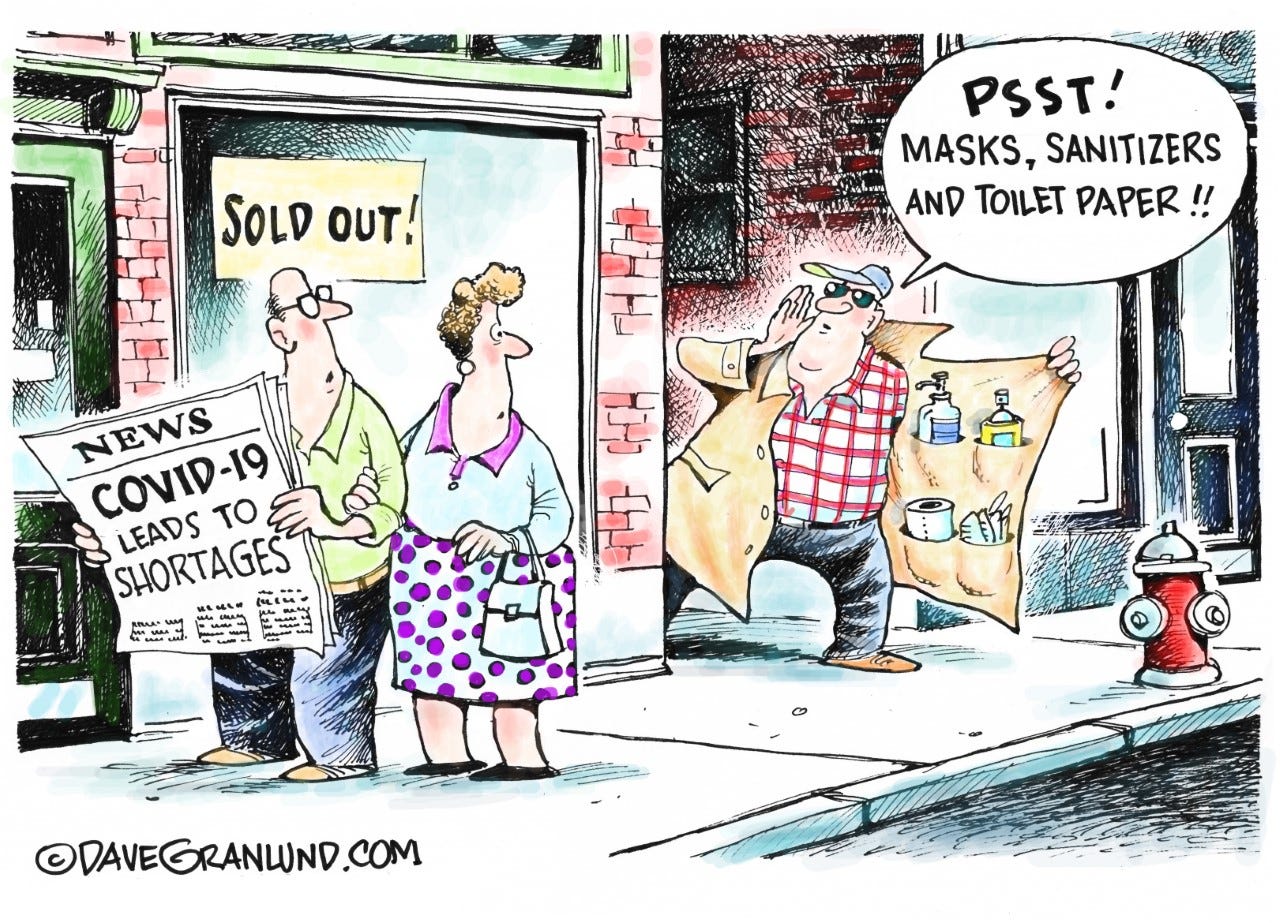 PSST!
MASKS, SANITIZERS
AND TOILET PAPER!!
SOLD OUT!
NEWS
COVID-19
LEADS TO
SHORTAGES
©DAVEGRANLUND.COM